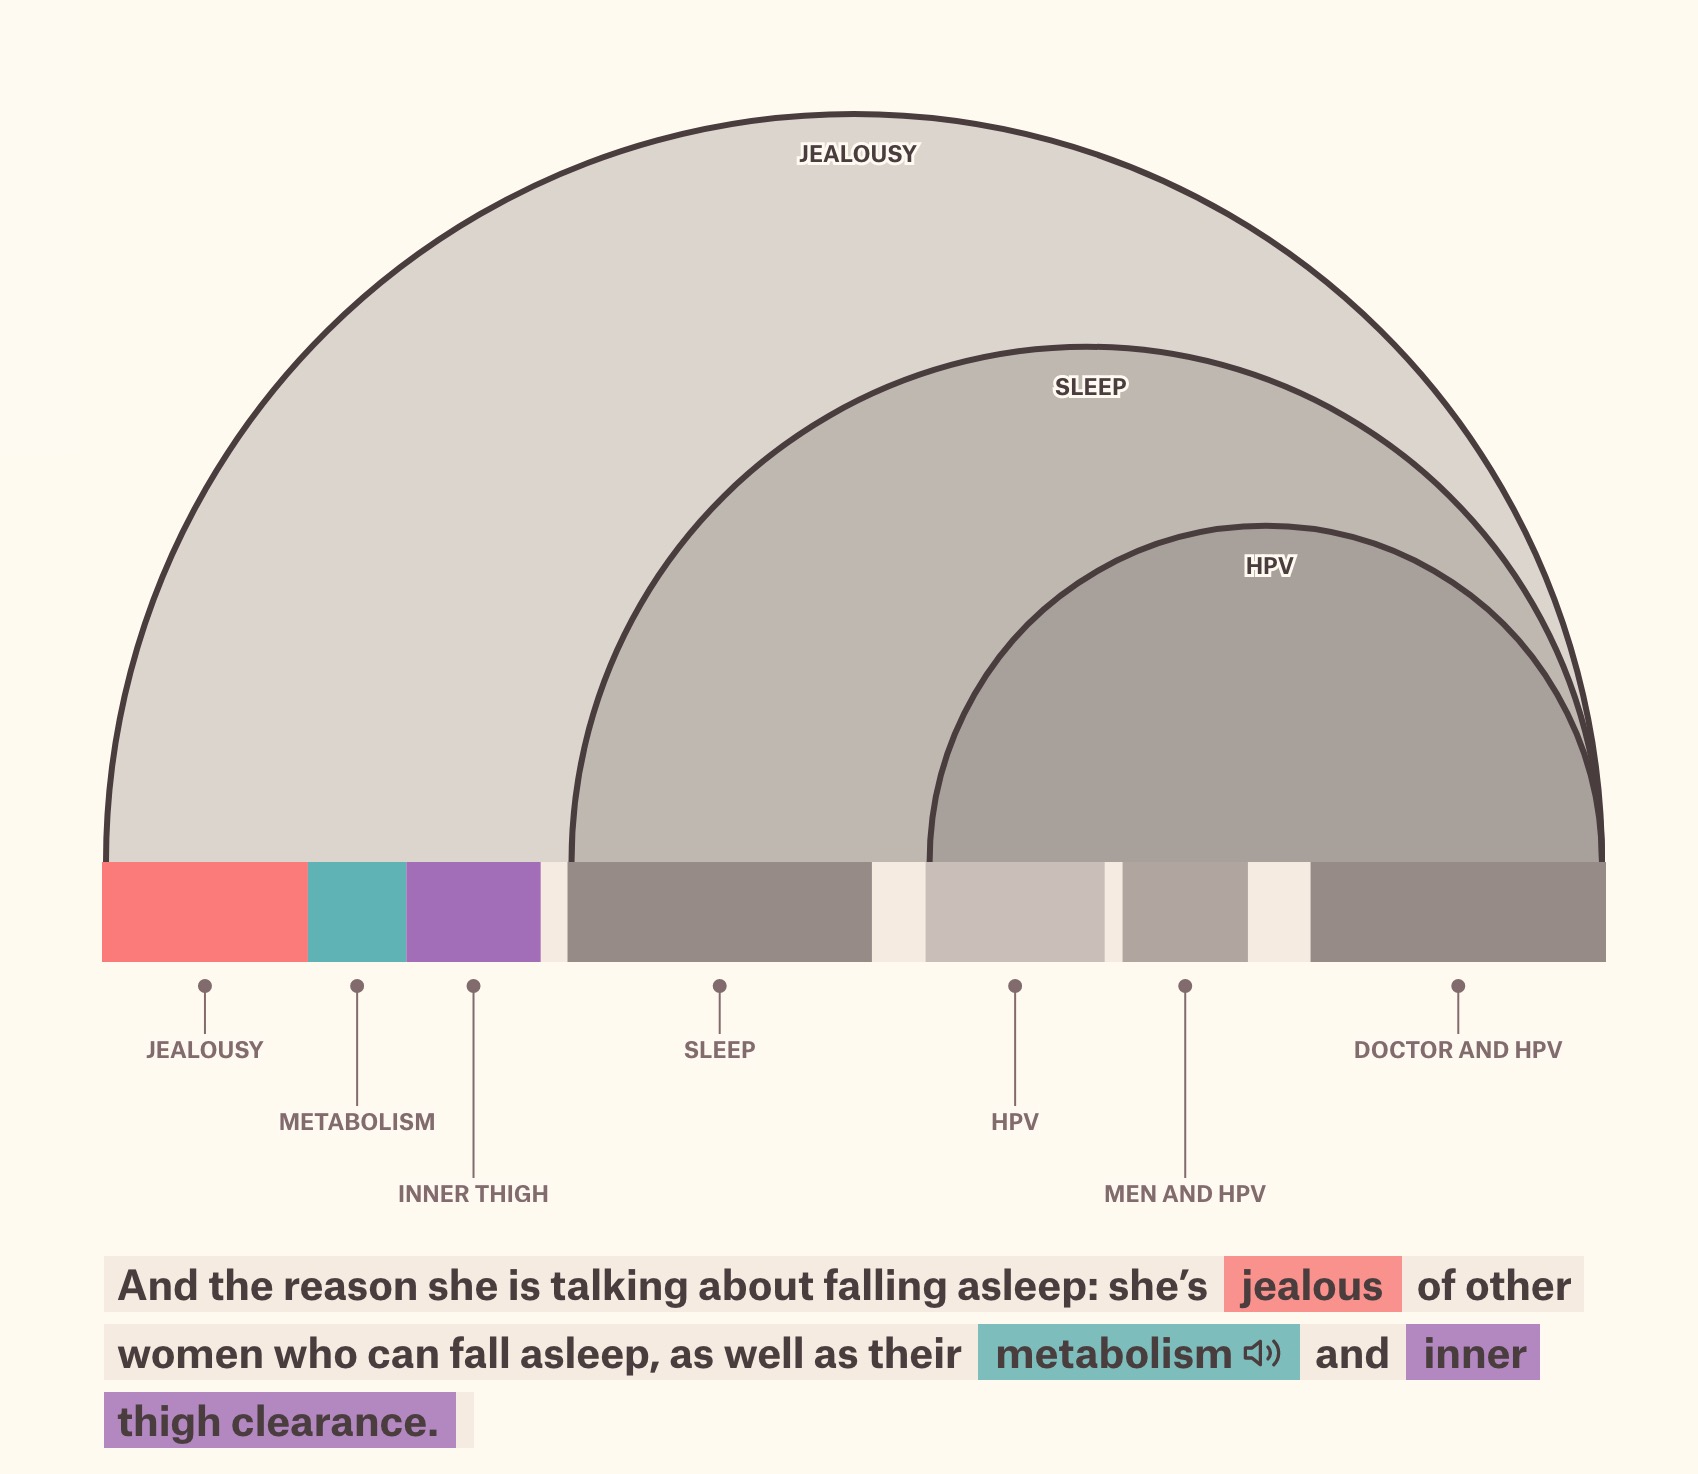 JEALOUSY
SLEEP
HPV
JEALOUSY
SLEEP
DOCTOR AND HPV
METABOLISM
HPV
INNER THIGH
MEN AND HPV
And the reason she is talking about falling asleep: she’s jealous of other
women who can fall asleep, as well as their metabolism and inner
thigh clearance.